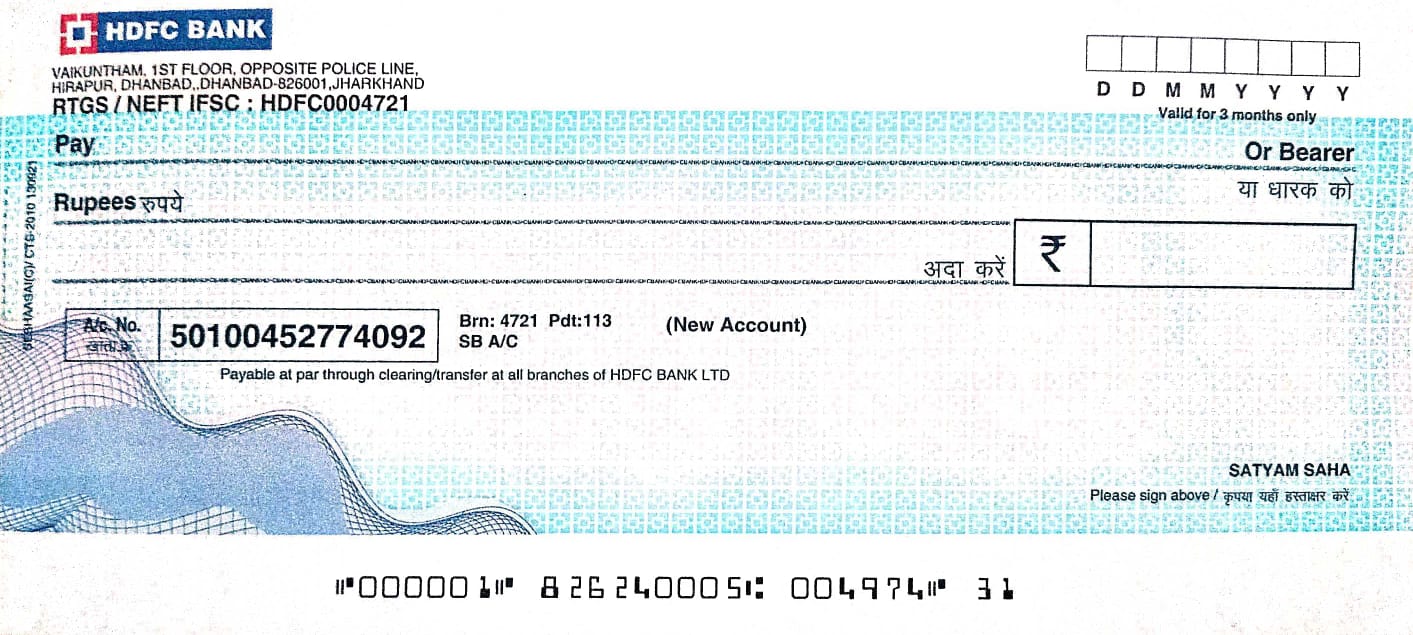 HDFC BANK
VAIKUNTHAM, 1ST FLOOR, OPPOSITE POLICE LINE,
HIRAPUR, DHANBAD,,DHANBAD-826001,JHARKHAND
RTGS / NEFT IFSC : HDFC0004721
D D M M Y Y Y Y
Valid for 3 months only
Pay
Or Bearer
या धारक को
Rupees रुपये
अदा करें ₹
A/c. No.
खाता क्र.
50100452774092
Brn: 4721 Pdt:113
SB A/C
(New Account)
Payable at par through clearing/transfer at all branches of HDFC BANK LTD
CTS-2010 130921
SATYAM SAHA
Please sign above / कृपया यहाँ हस्ताक्षर करें
⑈000001⑈ 826240005⑆ 004974⑈ 31